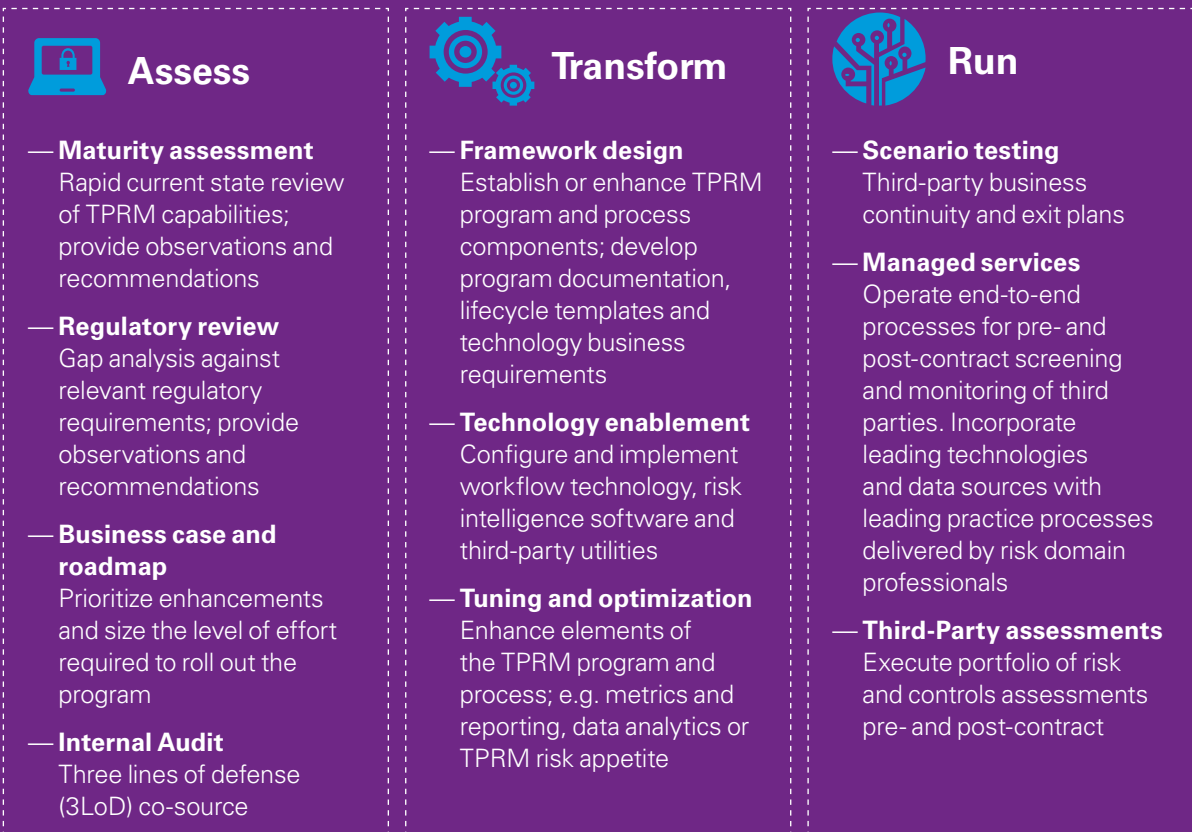 Assess
— Maturity assessment
Rapid current state review
of TPRM capabilities;
provide observations and
recommendations
— Regulatory review
Gap analysis against
relevant regulatory
requirements; provide
observations and
recommendations
— Business case and
roadmap
Prioritize enhancements
and size the level of effort
required to roll out the
program
— Internal Audit
Three lines of defense
(3LoD) co-source
Transform
— Framework design
Establish or enhance TPRM
program and process
components; develop
program documentation,
lifecycle templates and
technology business
requirements
— Technology enablement
Configure and implement
workflow technology, risk
intelligence software and
third-party utilities
— Tuning and optimization
Enhance elements of
the TPRM program and
process; e.g. metrics and
reporting, data analytics or
TPRM risk appetite
Run
— Scenario testing
Third-party business
continuity and exit plans
— Managed services
Operate end-to-end
processes for pre- and
post-contract screening
and monitoring of third
parties. Incorporate
leading technologies
and data sources with
leading practice processes
delivered by risk domain
professionals
— Third-Party assessments
Execute portfolio of risk
and controls assessments
pre- and post-contract